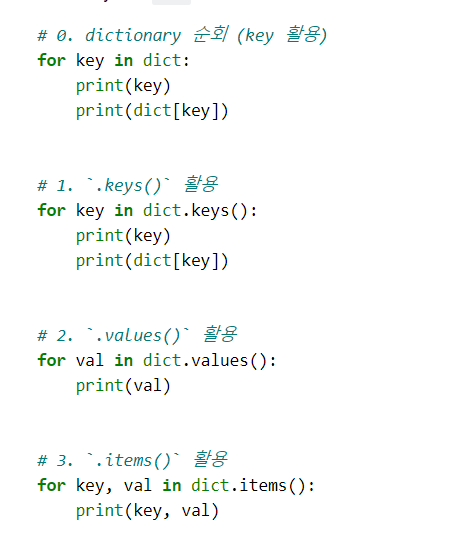 # 0. dictionary 순회 (key 활용)
for key in dict:
    print(key)
    print(dict[key])
# 1. `.keys()` 활용
for key in dict.keys():
    print(key)
    print(dict[key])
# 2. `.values()` 활용
for val in dict.values():
    print(val)
# 3. `.items()` 활용
for key, val in dict.items():
    print(key, val)